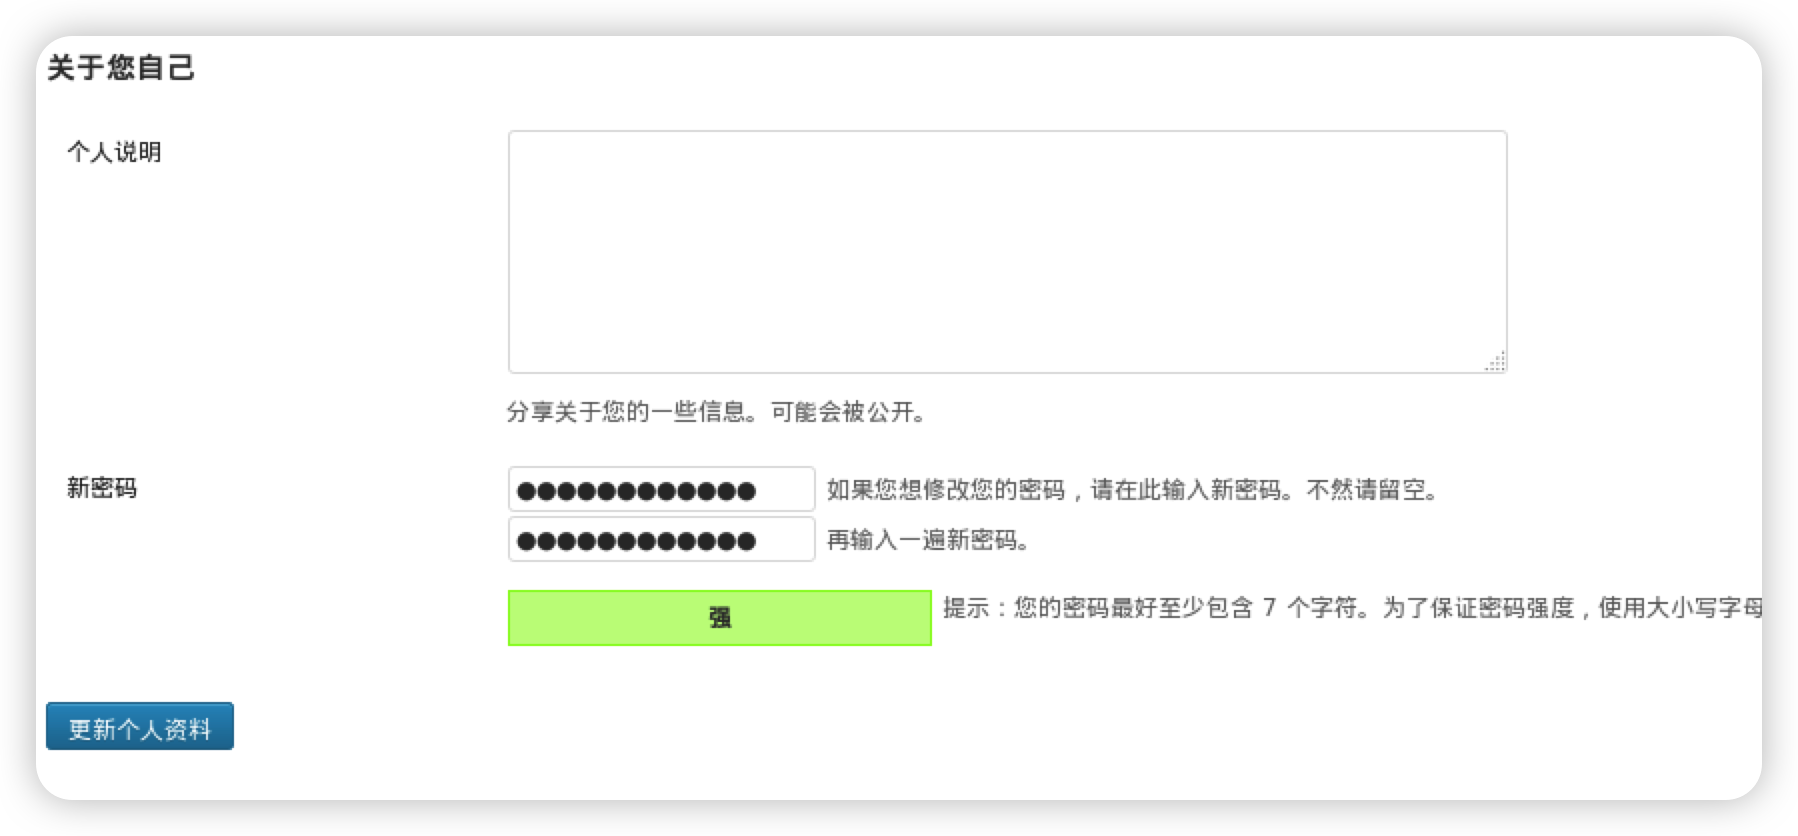 关于您自己
个人说明
分享关于您的一些信息。可能会被公开。
新密码
●●●●●●●●●●●● 如果您想修改您的密码，请在此输入新密码。不然请留空。
●●●●●●●●●●●● 再输入一遍新密码。
强 提示：您的密码最好至少包含 7 个字符。为了保证密码强度，使用大小写字母
更新个人资料